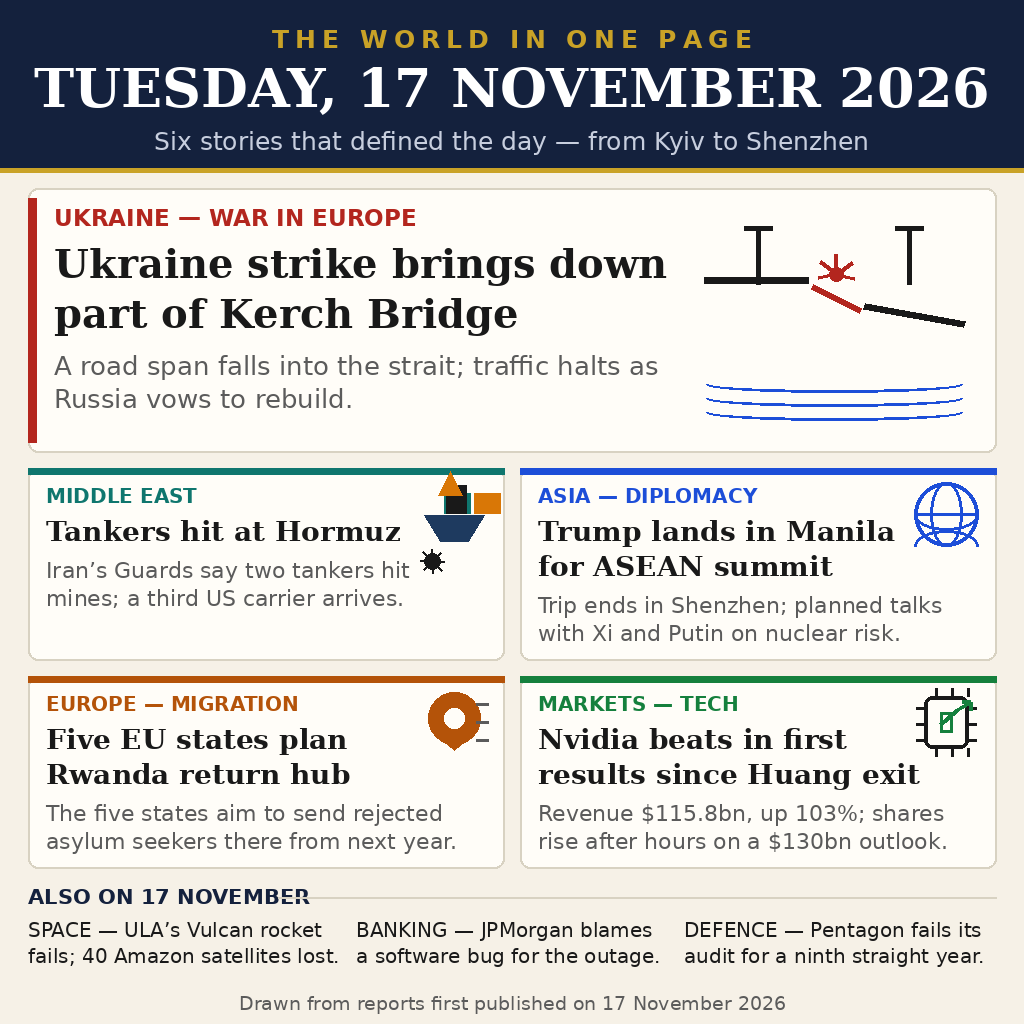 THE WORLD IN ONE PAGE
TUESDAY, 17 NOVEMBER 2026
Six stories that defined the day — from Kyiv to Shenzhen
UKRAINE — WAR IN EUROPE
Ukraine strike brings down
part of Kerch Bridge
A road span falls into the strait; traffic halts as
Russia vows to rebuild.
MIDDLE EAST
Tankers hit at Hormuz
Iran’s Guards say two tankers hit
mines; a third US carrier arrives.
ASIA — DIPLOMACY
Trump lands in Manila
for ASEAN summit
Trip ends in Shenzhen; planned talks
with Xi and Putin on nuclear risk.
EUROPE — MIGRATION
Five EU states plan
Rwanda return hub
The five states aim to send rejected
asylum seekers there from next year.
MARKETS — TECH
Nvidia beats in first
results since Huang exit
Revenue $115.8bn, up 103%; shares
rise after hours on a $130bn outlook.
ALSO ON 17 NOVEMBER
SPACE — ULA’s Vulcan rocket
fails; 40 Amazon satellites lost.
BANKING — JPMorgan blames
a software bug for the outage.
DEFENCE — Pentagon fails its
audit for a ninth straight year.
Drawn from reports first published on 17 November 2026